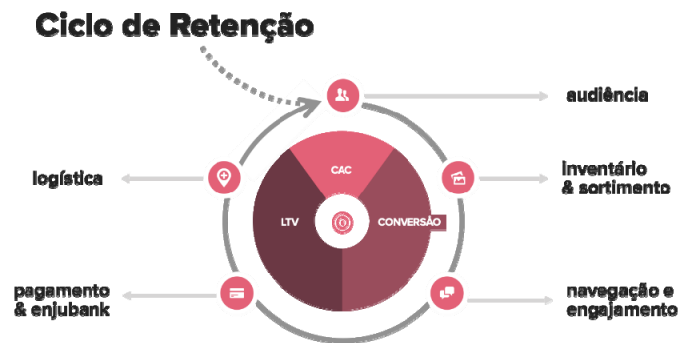 Ciclo de Retenção
audiência
logística
CAC
inventário
& sortimento
LTV
CONVERSÃO
pagamento
& enjubank
navegação e
engajamento